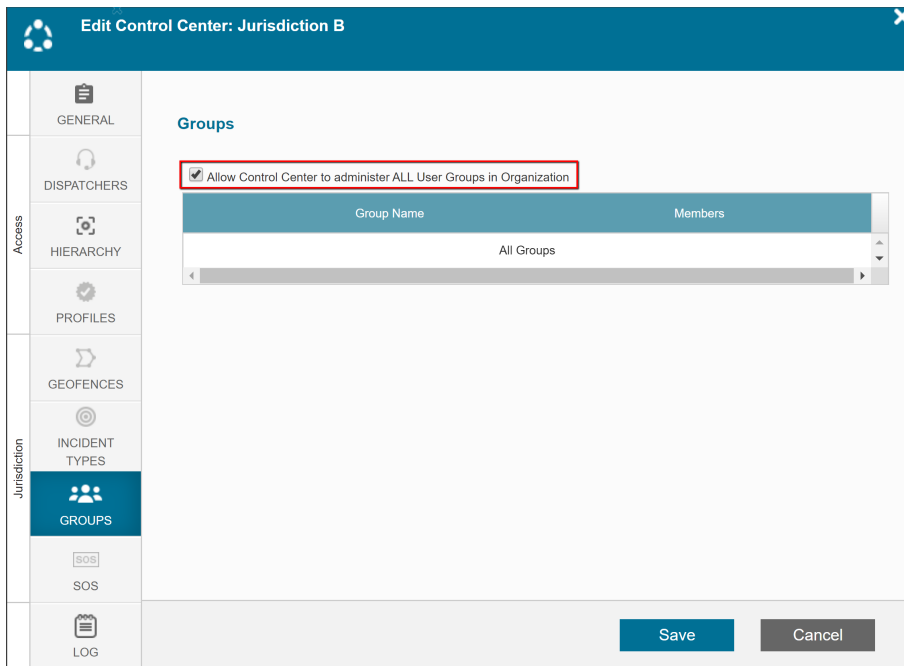 Edit Control Center: Jurisdiction B
GENERAL
Access
DISPATCHERS
HIERARCHY
PROFILES
Jurisdiction
GEOFENCES
INCIDENT
TYPES
GROUPS
SOS
SOS
LOG
Groups
Allow Control Center to administer ALL User Groups in Organization
Group Name Members
All Groups
Save Cancel